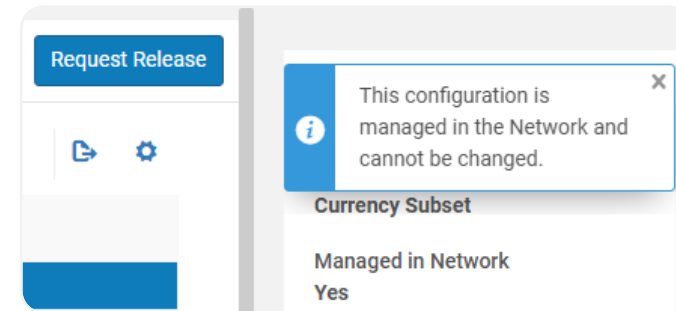 Request Release
This configuration is
managed in the Network and
cannot be changed.
Currency Subset
Managed in Network
Yes